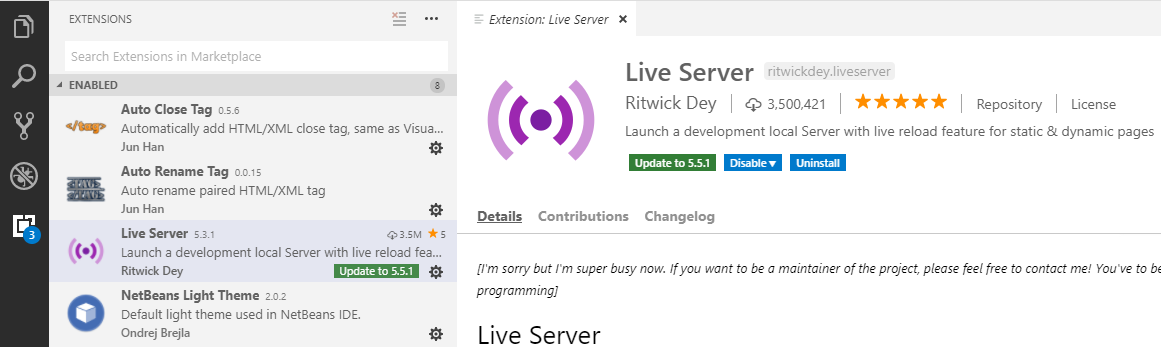 EXTENSIONS
Search Extensions in Marketplace
ENABLED 8
Auto Close Tag 0.5.6
</tag>
Automatically add HTML/XML close tag, same as Visua...
Jun Han
Auto Rename Tag 0.0.15
Auto rename paired HTML/XML tag
Jun Han
3
Live Server 5.3.1 3.5M 5
Launch a development local Server with live reload fea...
Ritwick Dey Update to 5.5.1
NetBeans Light Theme 2.0.2
Default light theme used in NetBeans IDE.
Ondrej Brejla
Extension: Live Server
Live Server ritwickdey.liveserver
Ritwick Dey 3,500,421 Repository License
Launch a development local Server with live reload feature for static & dynamic pages
Update to 5.5.1 Disable Uninstall
Details Contributions Changelog
[I'm sorry but I'm super busy now. If you want to be a maintainer of the project, please feel free to contact me! You've to be
programming]
Live Server